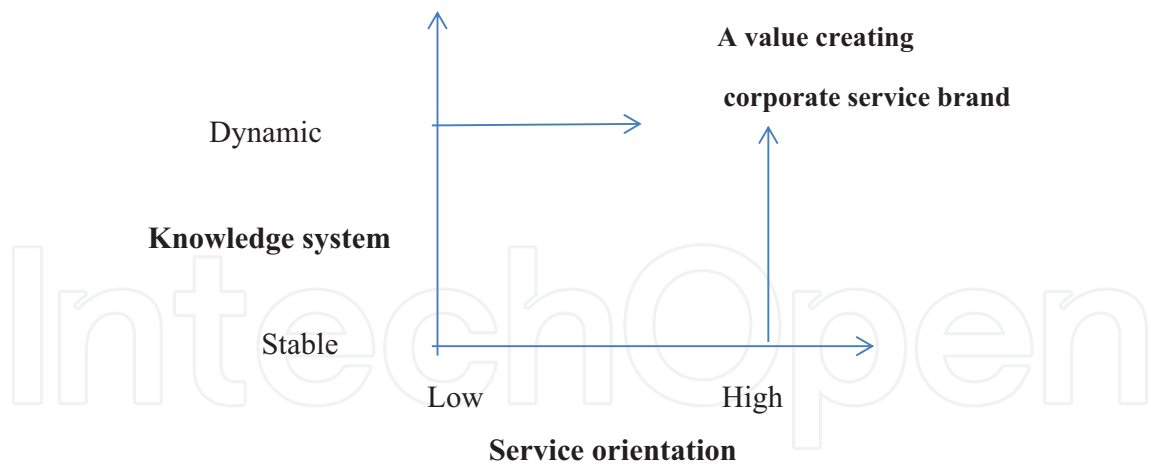 A value creating
corporate service brand
Dynamic
Knowledge system
IntechOpen
Stable
Low High
Service orientation